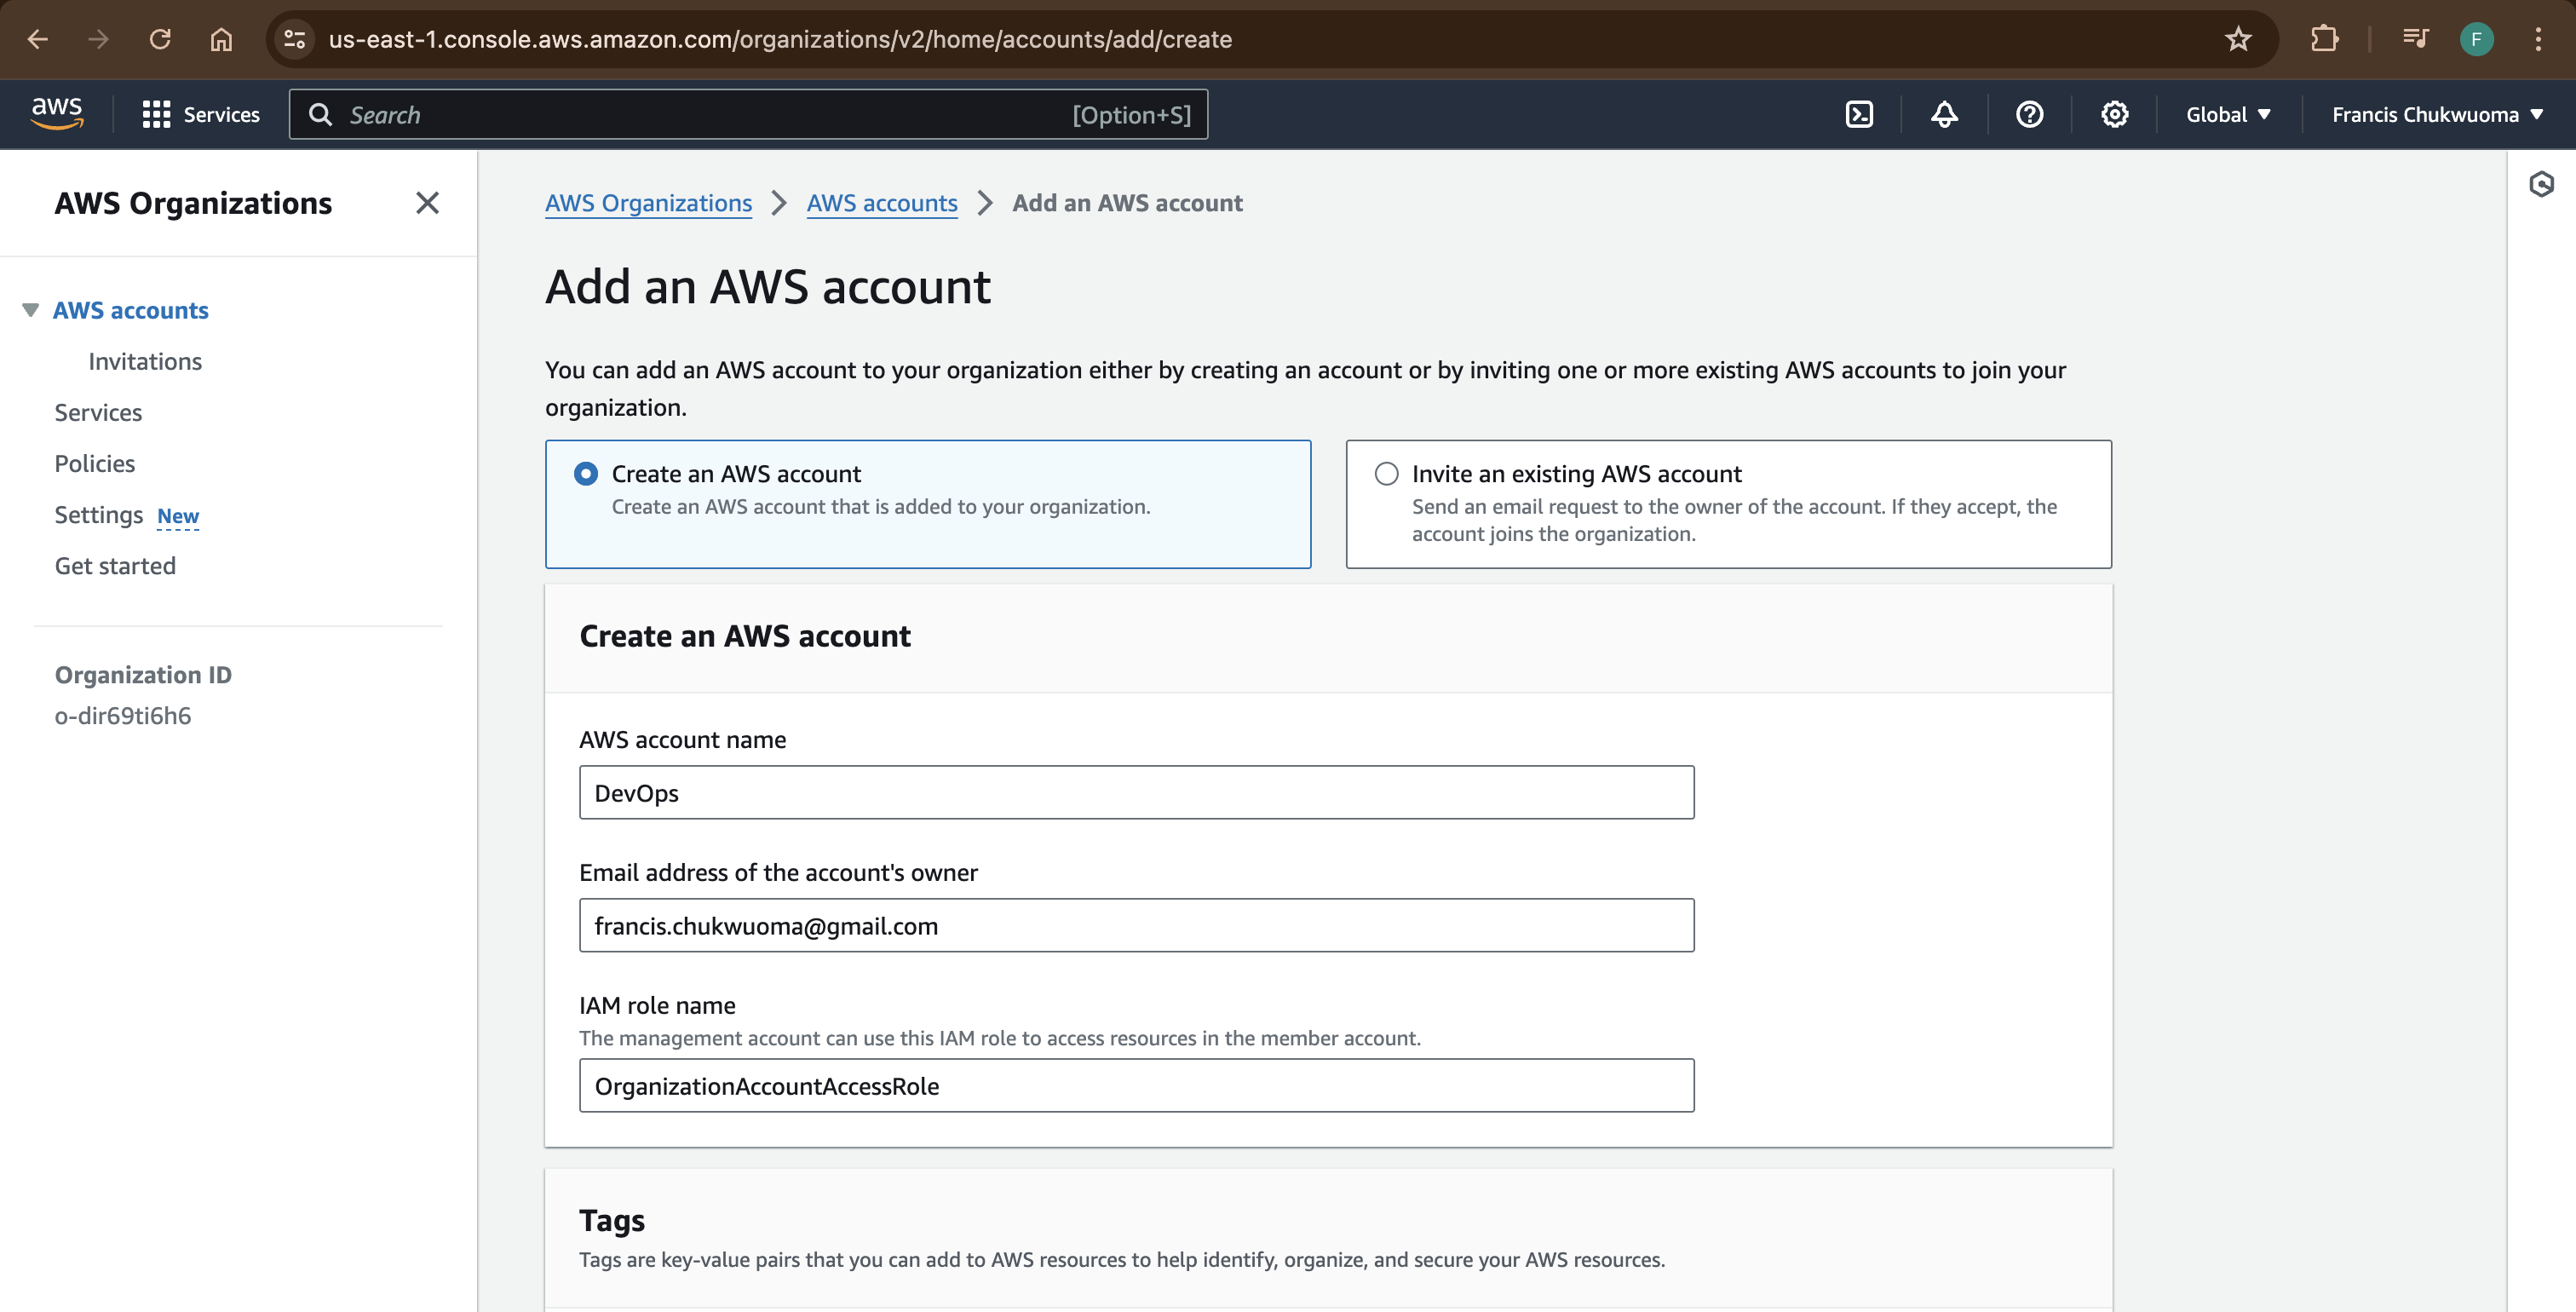 us-east-1.console.aws.amazon.com/organizations/v2/home/accounts/add/create
F
aws
Services
Search
[Option+S]
Global
Francis Chukwuoma
AWS Organizations
AWS accounts
Invitations
Services
Policies
Settings New
Get started
Organization ID
o-dir69ti6h6
AWS Organizations
AWS accounts
Add an AWS account
Add an AWS account
You can add an AWS account to your organization either by creating an account or by inviting one or more existing AWS accounts to join your
organization.
Create an AWS account
Create an AWS account that is added to your organization.
Invite an existing AWS account
Send an email request to the owner of the account. If they accept, the
account joins the organization.
Create an AWS account
AWS account name
DevOps
Email address of the account's owner
francis.chukwuoma@gmail.com
IAM role name
The management account can use this IAM role to access resources in the member account.
OrganizationAccountAccessRole
Tags
Tags are key-value pairs that you can add to AWS resources to help identify, organize, and secure your AWS resources.